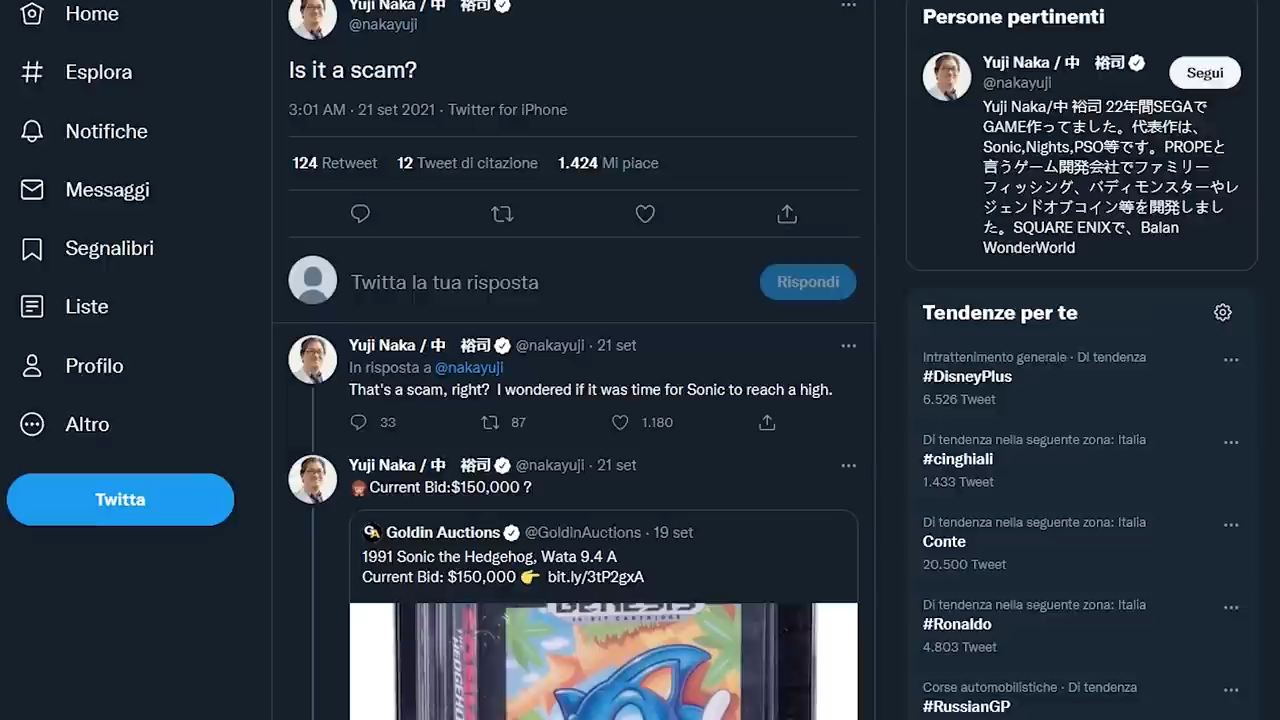 Home
Esplora
Notifiche
Messaggi
Segnalibri
Liste
Profilo
Altro
Twitta
Yuji Naka / 中　裕司
@nakayuji
Is it a scam?
3:01 AM · 21 set 2021 · Twitter for iPhone
124 Retweet 12 Tweet di citazione 1.424 Mi piace
Twitta la tua risposta
Rispondi
Yuji Naka / 中　裕司 @nakayuji · 21 set
In risposta a @nakayuji
That's a scam, right? I wondered if it was time for Sonic to reach a high.
33 87 1.180
Yuji Naka / 中　裕司 @nakayuji · 21 set
Current Bid:$150,000 ?
Goldin Auctions @GoldinAuctions · 19 set
1991 Sonic the Hedgehog, Wata 9.4 A
Current Bid: $150,000 👉 bit.ly/3tP2gxA
GENESIS
16-BIT CARTRIDGE
Persone pertinenti
Yuji Naka / 中　裕司
@nakayuji
Segui
Yuji Naka/中 裕司 22年間SEGAで
GAME作ってました。代表作は、
Sonic,Nights,PSO等です。PROPEと
言うゲーム開発会社でファミリー
フィッシング、バディモンスターやレ
ジェンドオブコイン等を開発しまし
た。SQUARE ENIXで、Balan
WonderWorld
Tendenze per te
Intrattenimento generale · Di tendenza
#DisneyPlus
6.526 Tweet
Di tendenza nella seguente zona: Italia
#cinghiali
1.433 Tweet
Di tendenza nella seguente zona: Italia
Conte
20.500 Tweet
Di tendenza nella seguente zona: Italia
#Ronaldo
4.803 Tweet
Corse automobilistiche · Di tendenza
#RussianGP